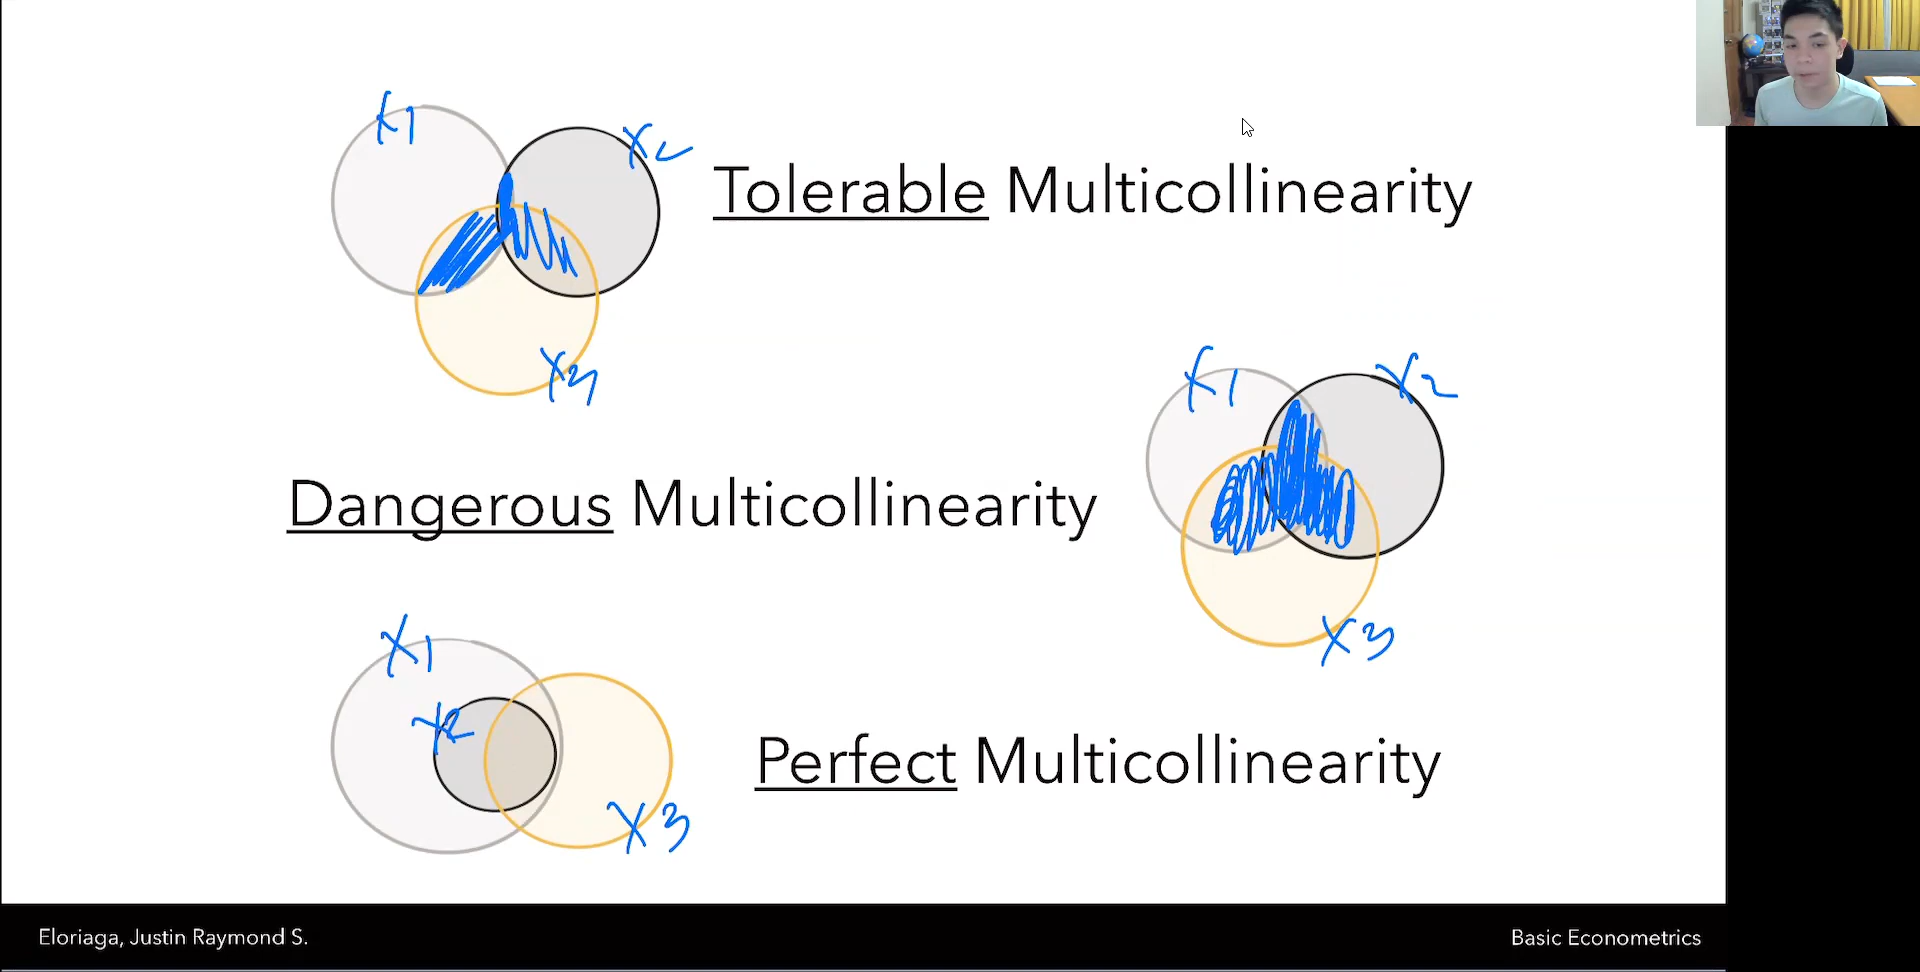 X1
X2
Tolerable Multicollinearity
X3
X1
X2
Dangerous Multicollinearity
X3
X1
X2
Perfect Multicollinearity
X3
Eloriaga, Justin Raymond S.
Basic Econometrics